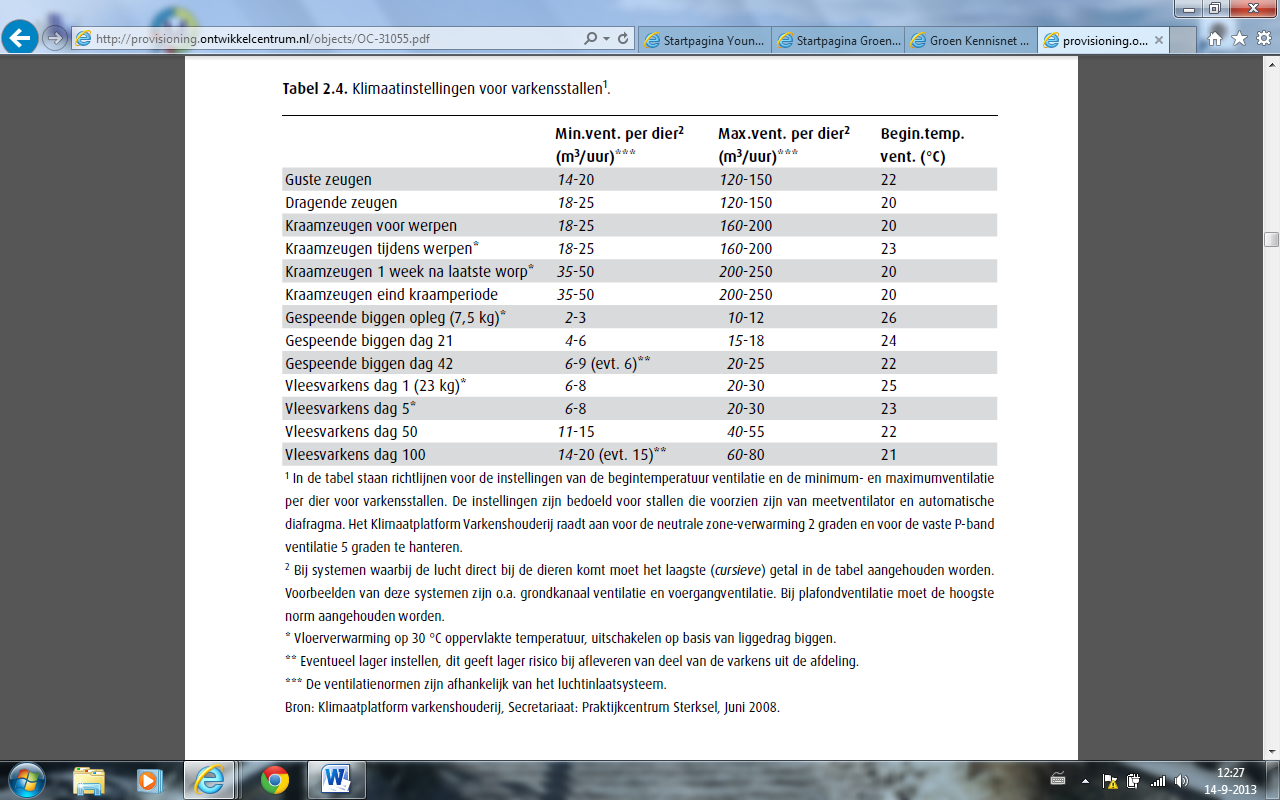 http://provisioning.ontwikkelcentrum.nl/objects/OC-31055.pdf
Startpagina Youn...
Startpagina Groen...
Groen Kennisnet ...
provisioning.o...
Tabel 2.4. Klimaatinstellingen voor varkensstallen1.
Min.vent. per dier2 Max.vent. per dier2 Begin.temp.
(m3/uur)*** (m3/uur)*** vent. (°C)
Guste zeugen 14-20 120-150 22
Dragende zeugen 18-25 120-150 20
Kraamzeugen voor werpen 18-25 160-200 20
Kraamzeugen tijdens werpen* 18-25 160-200 23
Kraamzeugen 1 week na laatste worp* 35-50 200-250 20
Kraamzeugen eind kraamperiode 35-50 200-250 20
Gespeende biggen opleg (7,5 kg)* 2-3 10-12 26
Gespeende biggen dag 21 4-6 15-18 24
Gespeende biggen dag 42 6-9 (evt. 6)** 20-25 22
Vleesvarkens dag 1 (23 kg)* 6-8 20-30 25
Vleesvarkens dag 5* 6-8 20-30 23
Vleesvarkens dag 50 11-15 40-55 22
Vleesvarkens dag 100 14-20 (evt. 15)** 60-80 21
1 In de tabel staan richtlijnen voor de instellingen van de begintemperatuur ventilatie en de minimum- en maximumventilatie
per dier voor varkensstallen. De instellingen zijn bedoeld voor stallen die voorzien zijn van meetventilator en automatische
diafragma. Het Klimaatplatform Varkenshouderij raadt aan voor de neutrale zone-verwarming 2 graden en voor de vaste P-band
ventilatie 5 graden te hanteren.
2 Bij systemen waarbij de lucht direct bij de dieren komt moet het laagste (cursieve) getal in de tabel aangehouden worden.
Voorbeelden van deze systemen zijn o.a. grondkanaal ventilatie en voergangventilatie. Bij plafondventilatie moet de hoogste
norm aangehouden worden.
* Vloerverwarming op 30 °C oppervlakte temperatuur, uitschakelen op basis van liggedrag biggen.
** Eventueel lager instellen, dit geeft lager risico bij afleveren van deel van de varkens uit de afdeling.
*** De ventilatienormen zijn afhankelijk van het luchtinlaatsysteem.
Bron: Klimaatplatform varkenshouderij, Secretariaat: Praktijkcentrum Sterksel, Juni 2008.
12:27
14-9-2013